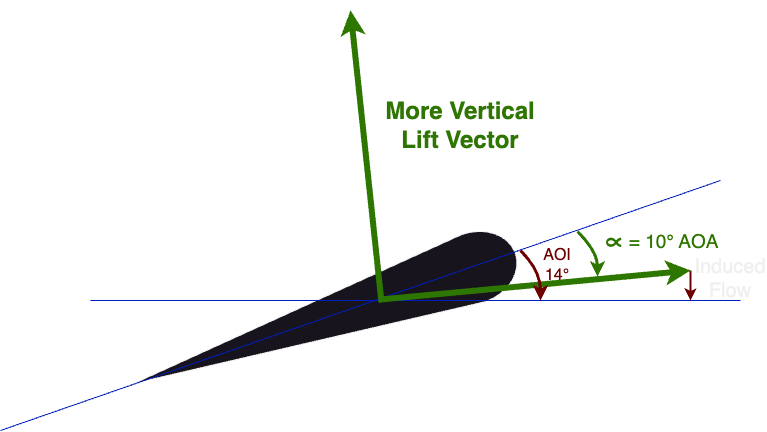 More Vertical
Lift Vector
∝ = 10° AOA
AOI
14°
Induced
Flow